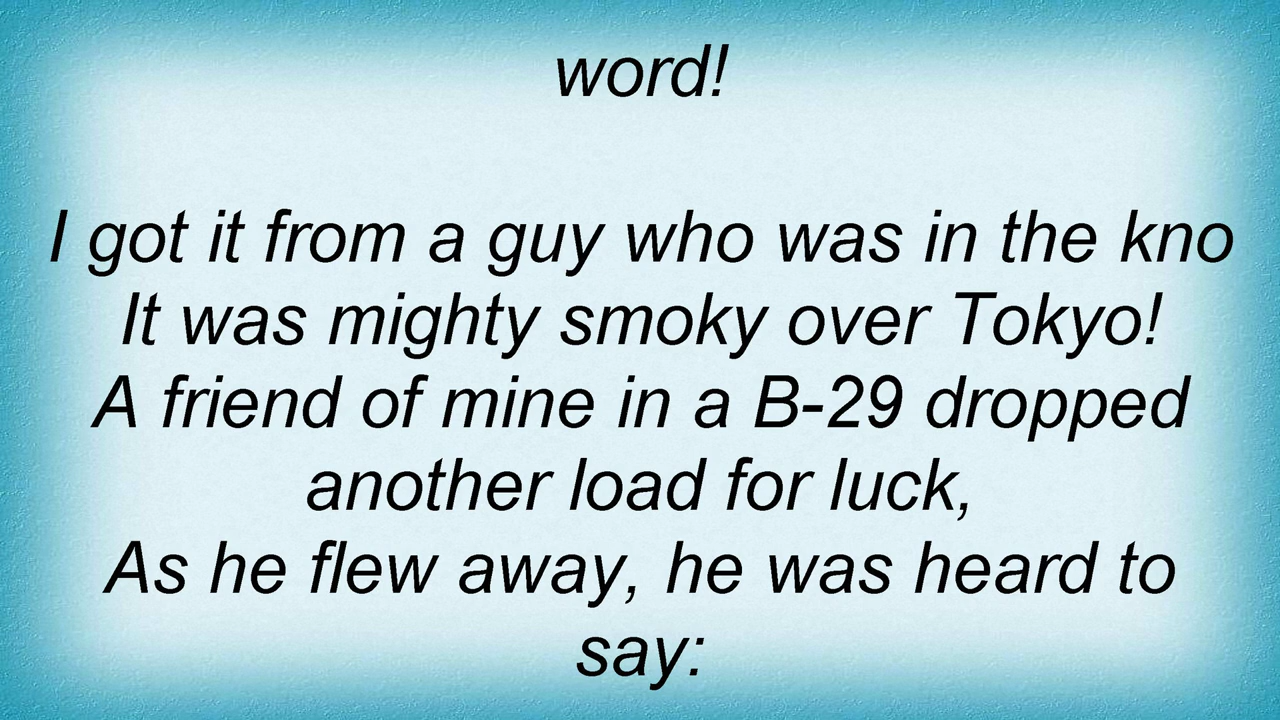 word!
I got it from a guy who was in the kno
It was mighty smoky over Tokyo!
A friend of mine in a B-29 dropped
another load for luck,
As he flew away, he was heard to
say: